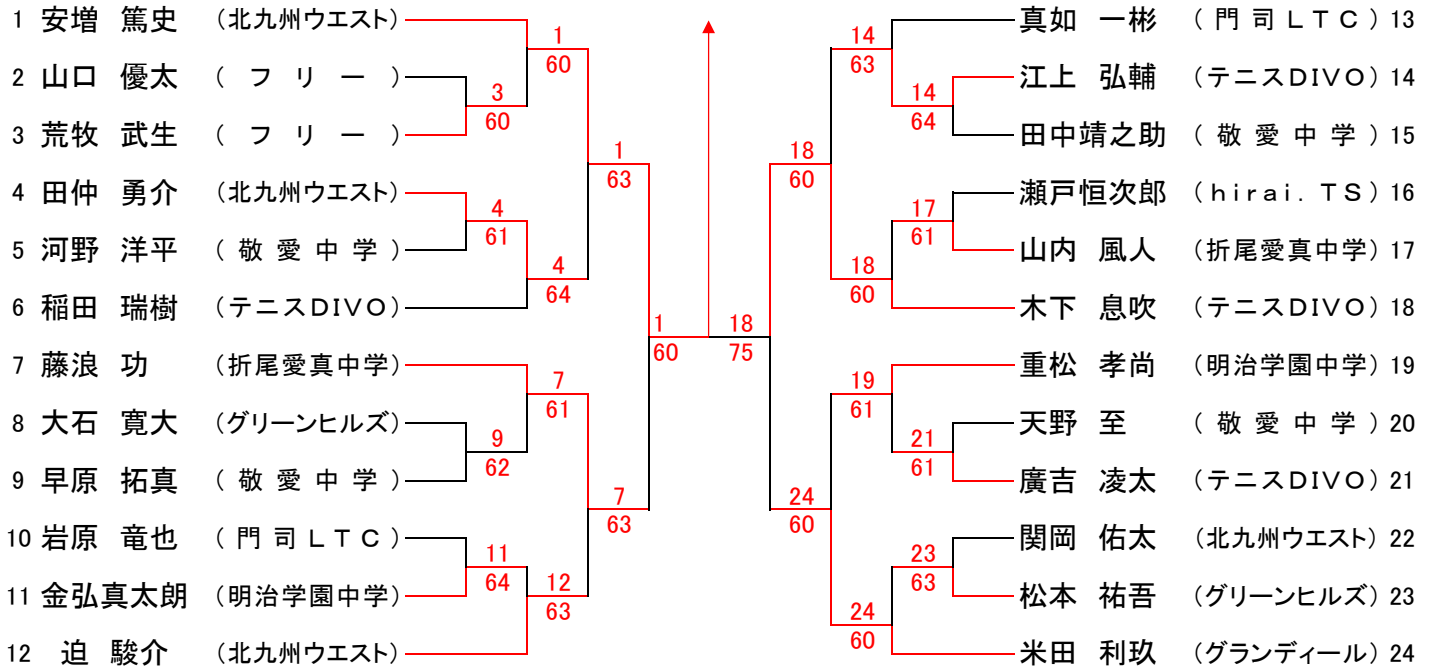 1 安増 篤史 (北九州ウエスト)
2 山口 優太 (フリー)
3 荒牧 武生 (フリー)
4 田仲 勇介 (北九州ウエスト)
5 河野 洋平 (敬愛中学)
6 稲田 瑞樹 (テニスDIVO)
7 藤浪 功 (折尾愛真中学)
8 大石 寛大 (グリーンヒルズ)
9 早原 拓真 (敬愛中学)
10 岩原 竜也 (門司LTC)
11 金弘真太朗 (明治学園中学)
12 迫 駿介 (北九州ウエスト)
3
60
4
61
9
62
11
64
1
60
4
64
7
61
12
63
1
63
7
63
1
60
18
75
18
60
24
60
14
63
18
60
19
61
24
60
14
64
17
61
21
61
23
63
真如 一彬 (門司LTC) 13
江上 弘輔 (テニスDIVO) 14
田中靖之助 (敬愛中学) 15
瀬戸恒次郎 (hirai.TS) 16
山内 風人 (折尾愛真中学) 17
木下 息吹 (テニスDIVO) 18
重松 孝尚 (明治学園中学) 19
天野 至 (敬愛中学) 20
廣吉 凌太 (テニスDIVO) 21
関岡 佑太 (北九州ウエスト) 22
松本 祐吾 (グリーンヒルズ) 23
米田 利玖 (グランディール) 24